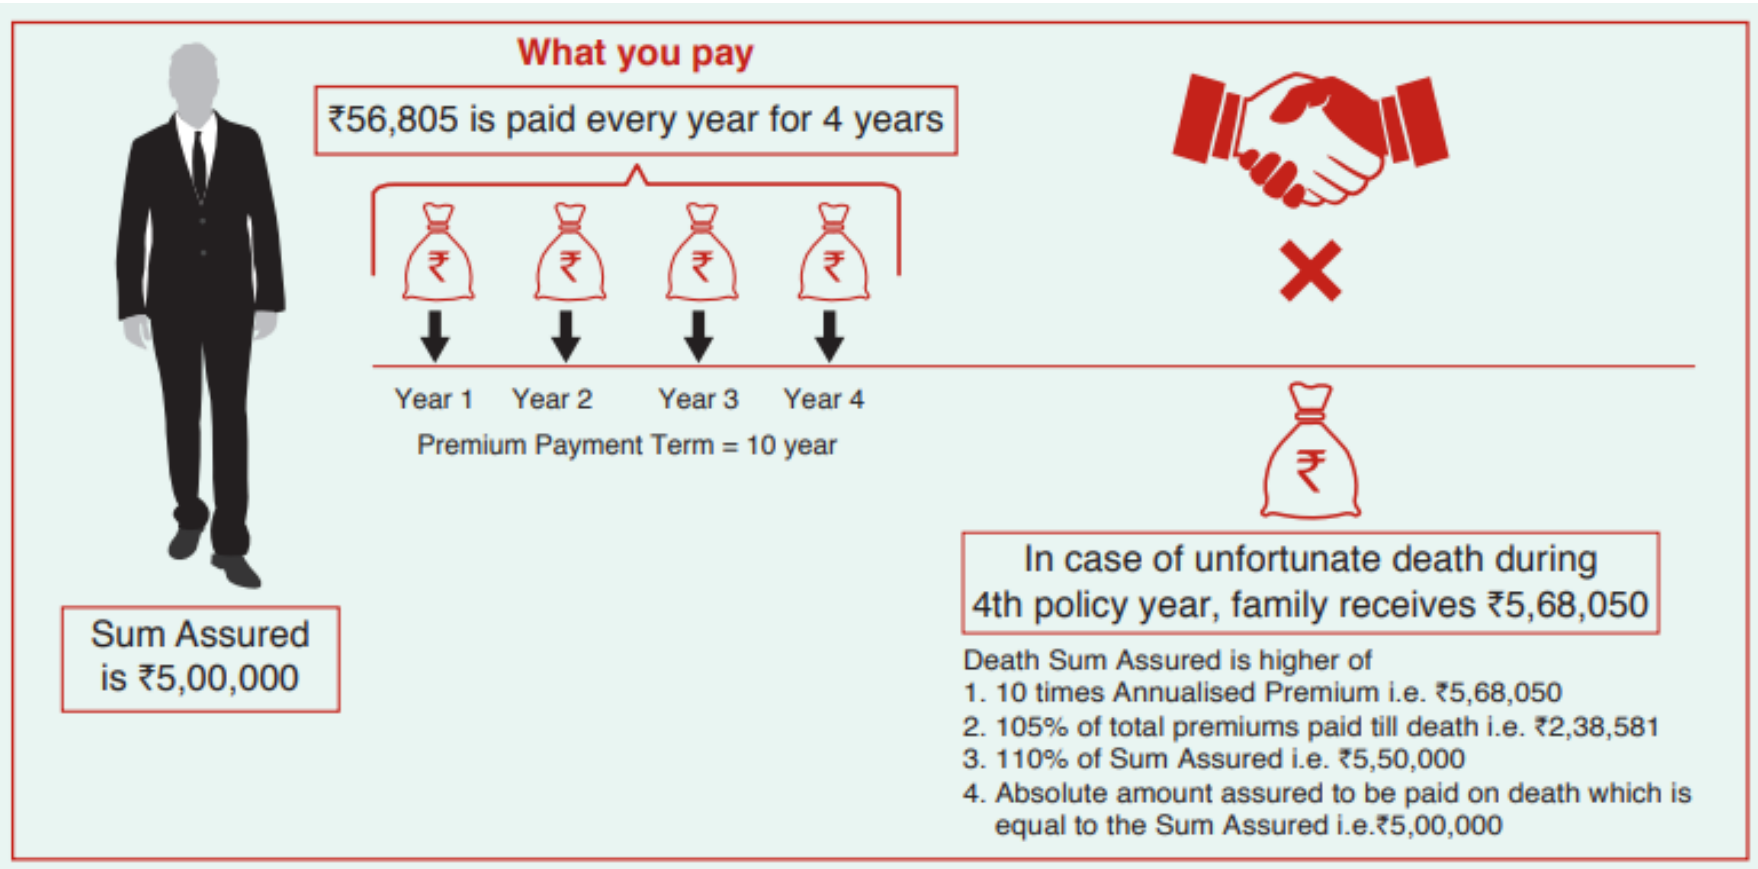 What you pay
₹56,805 is paid every year for 4 years
₹ ₹ ₹ ₹
Year 1 Year 2 Year 3 Year 4
Premium Payment Term = 10 year
Sum Assured
is ₹5,00,000
₹
In case of unfortunate death during
4th policy year, family receives ₹5,68,050
Death Sum Assured is higher of
1. 10 times Annualised Premium i.e. ₹5,68,050
2. 105% of total premiums paid till death i.e. ₹2,38,581
3. 110% of Sum Assured i.e. ₹5,50,000
4. Absolute amount assured to be paid on death which is
equal to the Sum Assured i.e.₹5,00,000